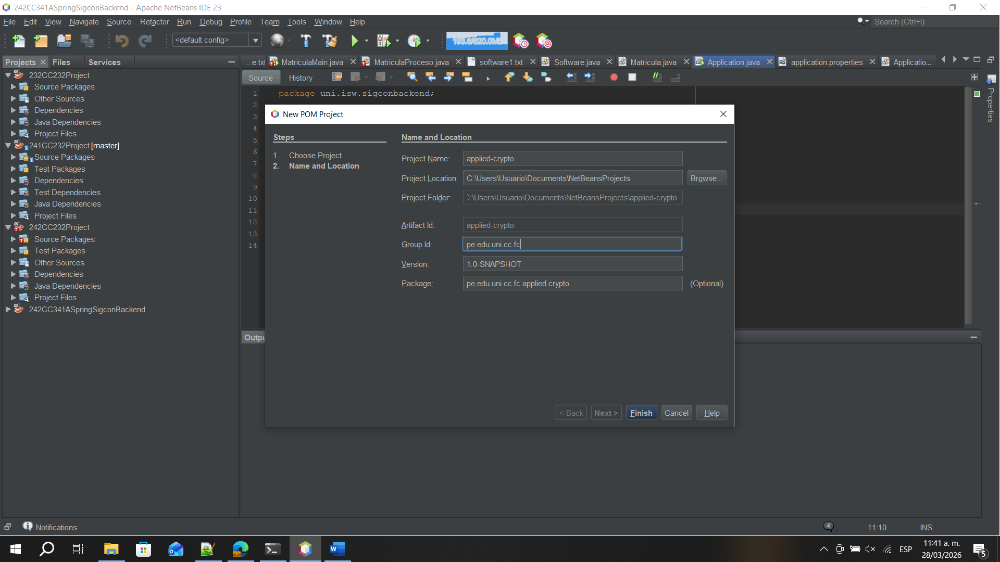 242CC341ASpringSigconBackend - Apache NetBeans IDE 23
File Edit View Navigate Source Refactor Run Debug Profile Team Tools Window Help
Search (Ctrl+I)
<default config>
193.6/620.0MB
Projects Files Services
...e.txt MatriculaMain.java MatriculaProceso.java software1.txt Software.java Matricula.java Application.java application.properties Applicatio...
Source History
232CC232Project
Source Packages
Other Sources
Dependencies
Java Dependencies
Project Files
241CC232Project [master]
Source Packages
Test Packages
Dependencies
Test Dependencies
Java Dependencies
Project Files
242CC232Project
Source Packages
Test Packages
Other Sources
Dependencies
Java Dependencies
Project Files
242CC341ASpringSigconBackend
1 package uni.isw.sigconbackend;
2
3
4
5
6
7
8
9
10
11
12
13
14
Properties
New POM Project
Steps
1. Choose Project
2. Name and Location
Name and Location
Project Name: applied-crypto
Project Location: C:\Users\Usuario\Documents\NetBeansProjects Browse...
Project Folder: C:\Users\Usuario\Documents\NetBeansProjects\applied-crypto
Artifact Id: applied-crypto
Group Id: pe.edu.uni.cc.fc
Version: 1.0-SNAPSHOT
Package: pe.edu.uni.cc.fc.applied.crypto (Optional)
< Back Next > Finish Cancel Help
Outpu
Notifications
4
11:10 INS
ESP
11:41 a. m.
28/03/2026
5